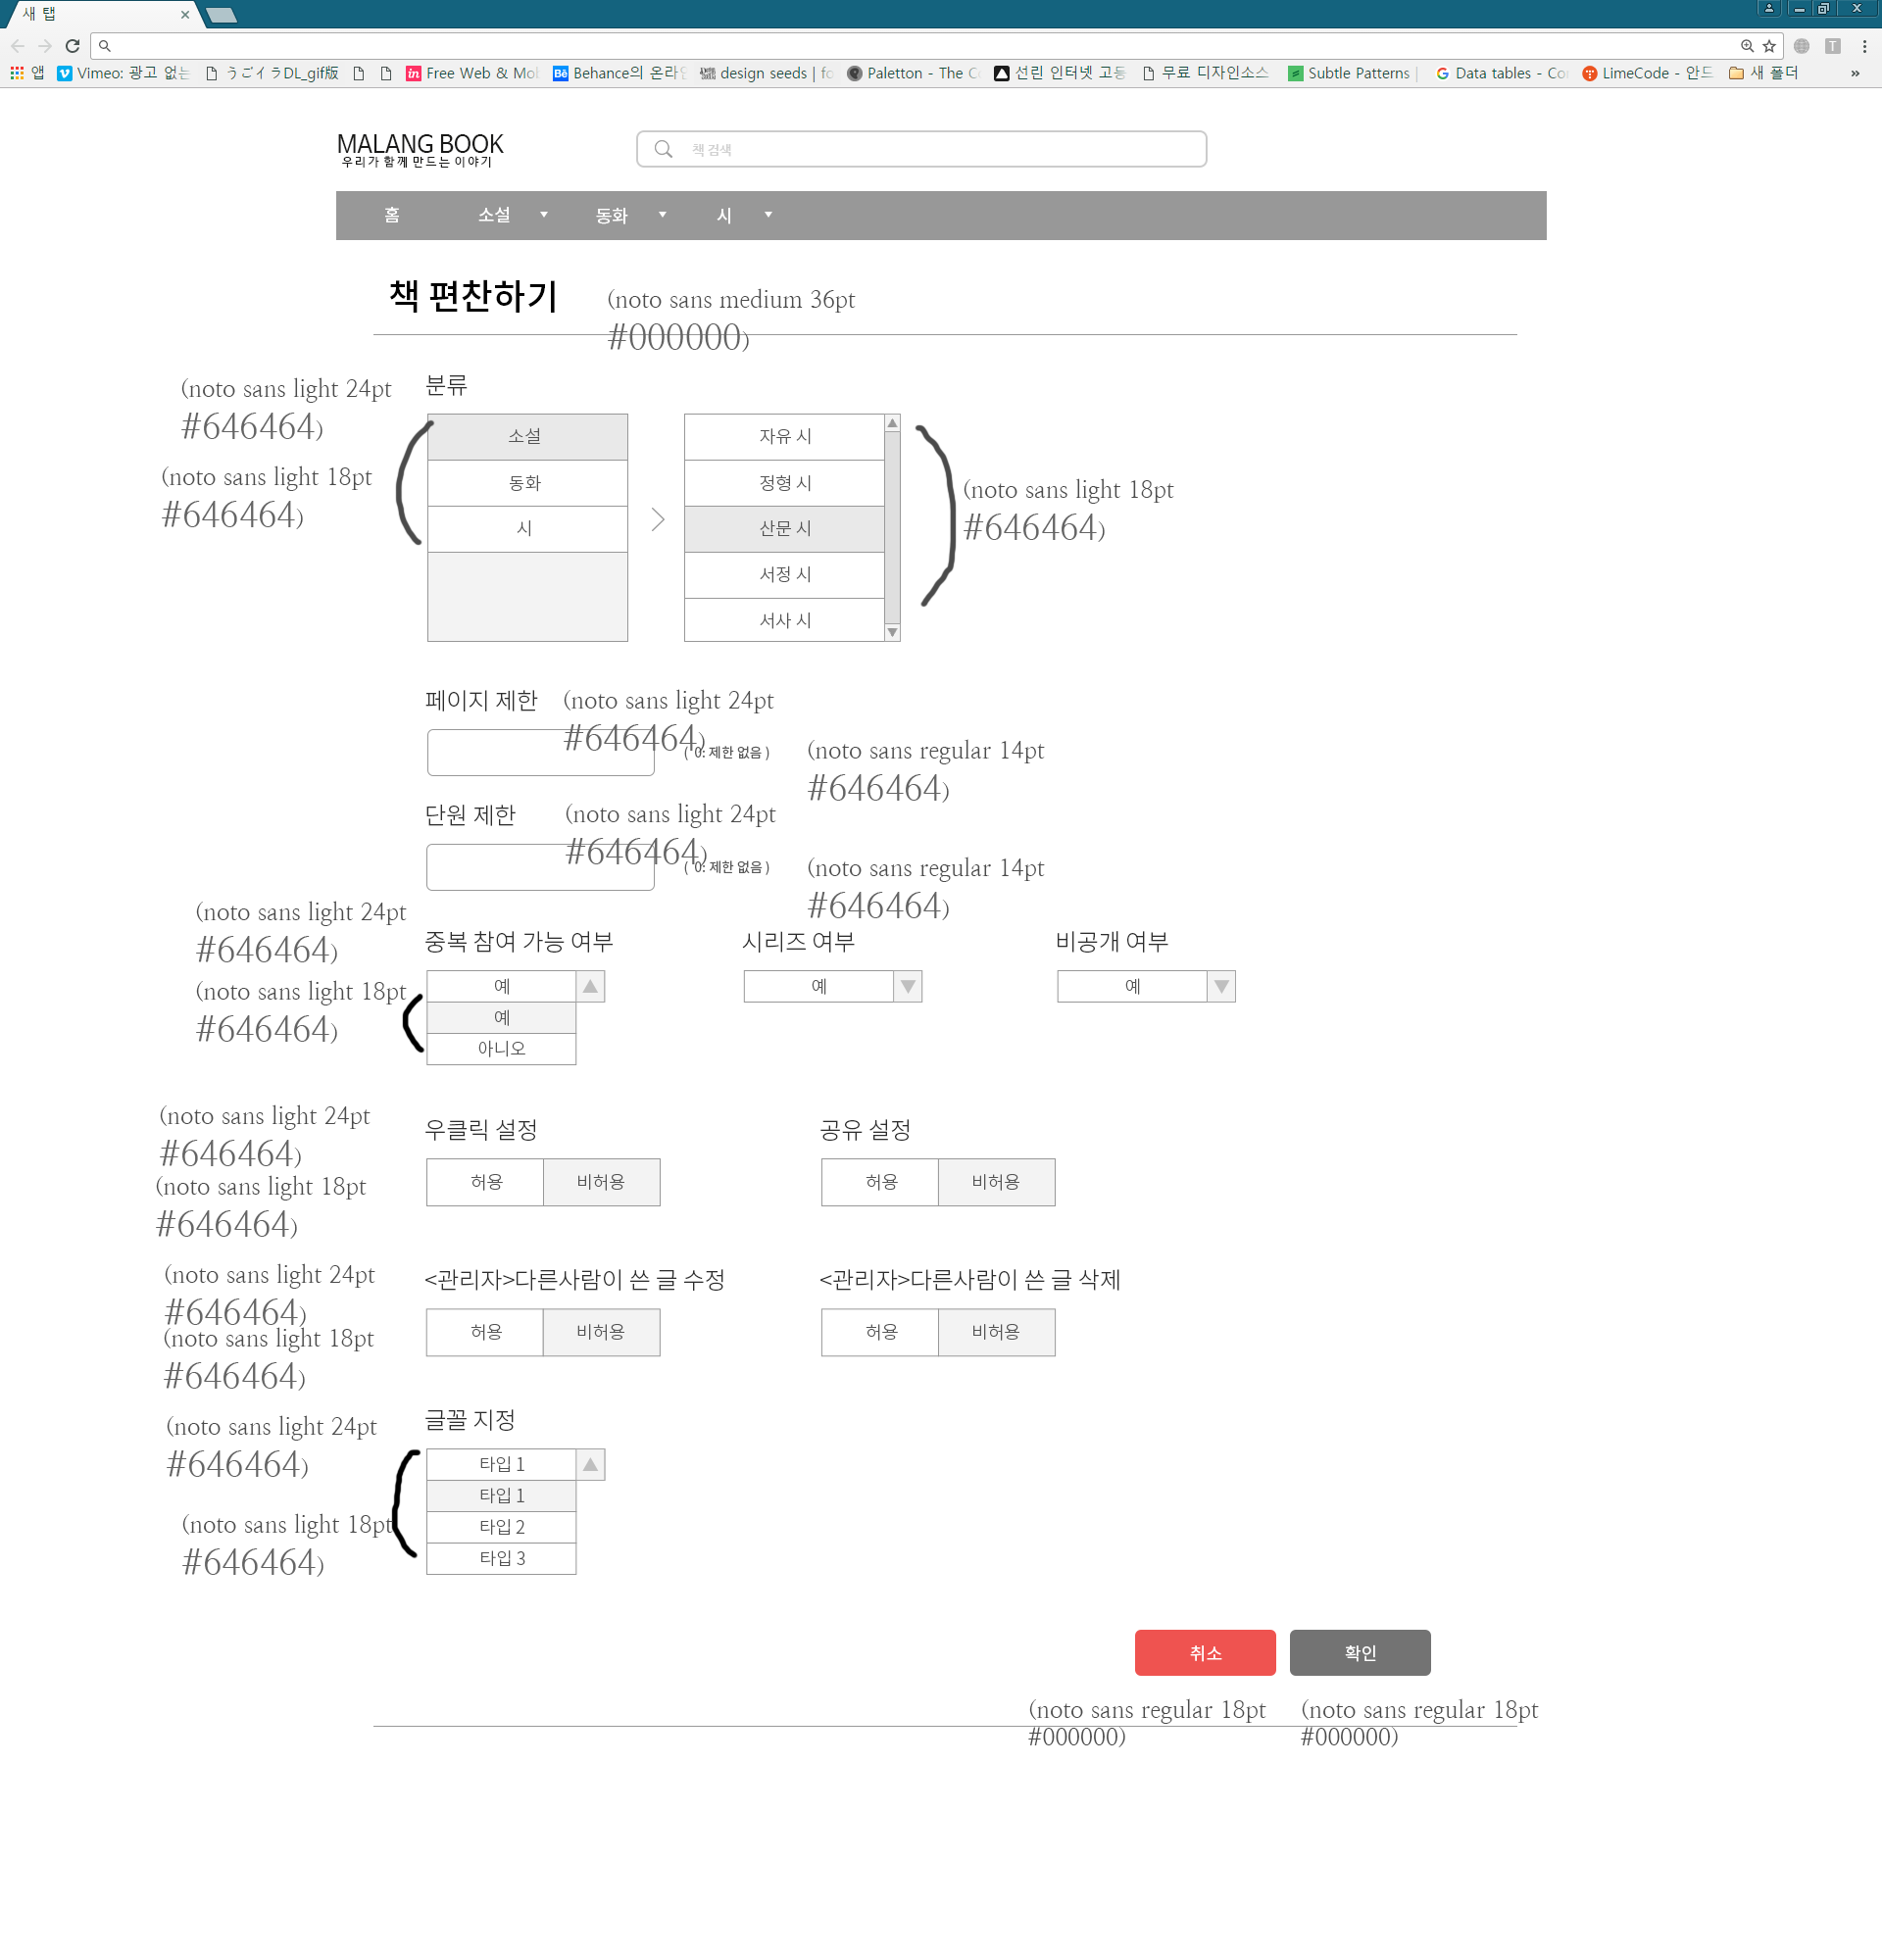 새 탭
앱 Vimeo: 광고 없는 うごイラDL_gif版 Free Web & Mo Behance의 온라인 design seeds | fo Paletton - The C 선린 인터넷 고등 무료 디자인소스 Subtle Patterns | Data tables - Co LimeCode - 안드 새 폴더 »
MALANG BOOK
우리가 함께 만드는 이야기
책 검색
홈 소설 동화 시
책 편찬하기 (noto sans medium 36pt
#000000)
(noto sans light 24pt
#646464)
분류
(noto sans light 18pt
#646464)
소설
동화
시
자유 시
정형 시
산문 시
서정 시
서사 시
(noto sans light 18pt
#646464)
페이지 제한 (noto sans light 24pt
#646464)
( 0: 제한 없음 ) (noto sans regular 14pt
#646464)
단원 제한 (noto sans light 24pt
#646464)
( 0: 제한 없음 ) (noto sans regular 14pt
#646464)
(noto sans light 24pt
#646464)
중복 참여 가능 여부 시리즈 여부 비공개 여부
(noto sans light 18pt
#646464)
예 예 예
예
아니오
(noto sans light 24pt
#646464)
우클릭 설정 공유 설정
(noto sans light 18pt
#646464)
허용 비허용 허용 비허용
(noto sans light 24pt
#646464)
<관리자>다른사람이 쓴 글 수정 <관리자>다른사람이 쓴 글 삭제
(noto sans light 18pt
#646464)
허용 비허용 허용 비허용
(noto sans light 24pt
#646464)
글꼴 지정
타입 1
타입 1
타입 2
타입 3
(noto sans light 18pt
#646464)
취소 확인
(noto sans regular 18pt
#000000)
(noto sans regular 18pt
#000000)